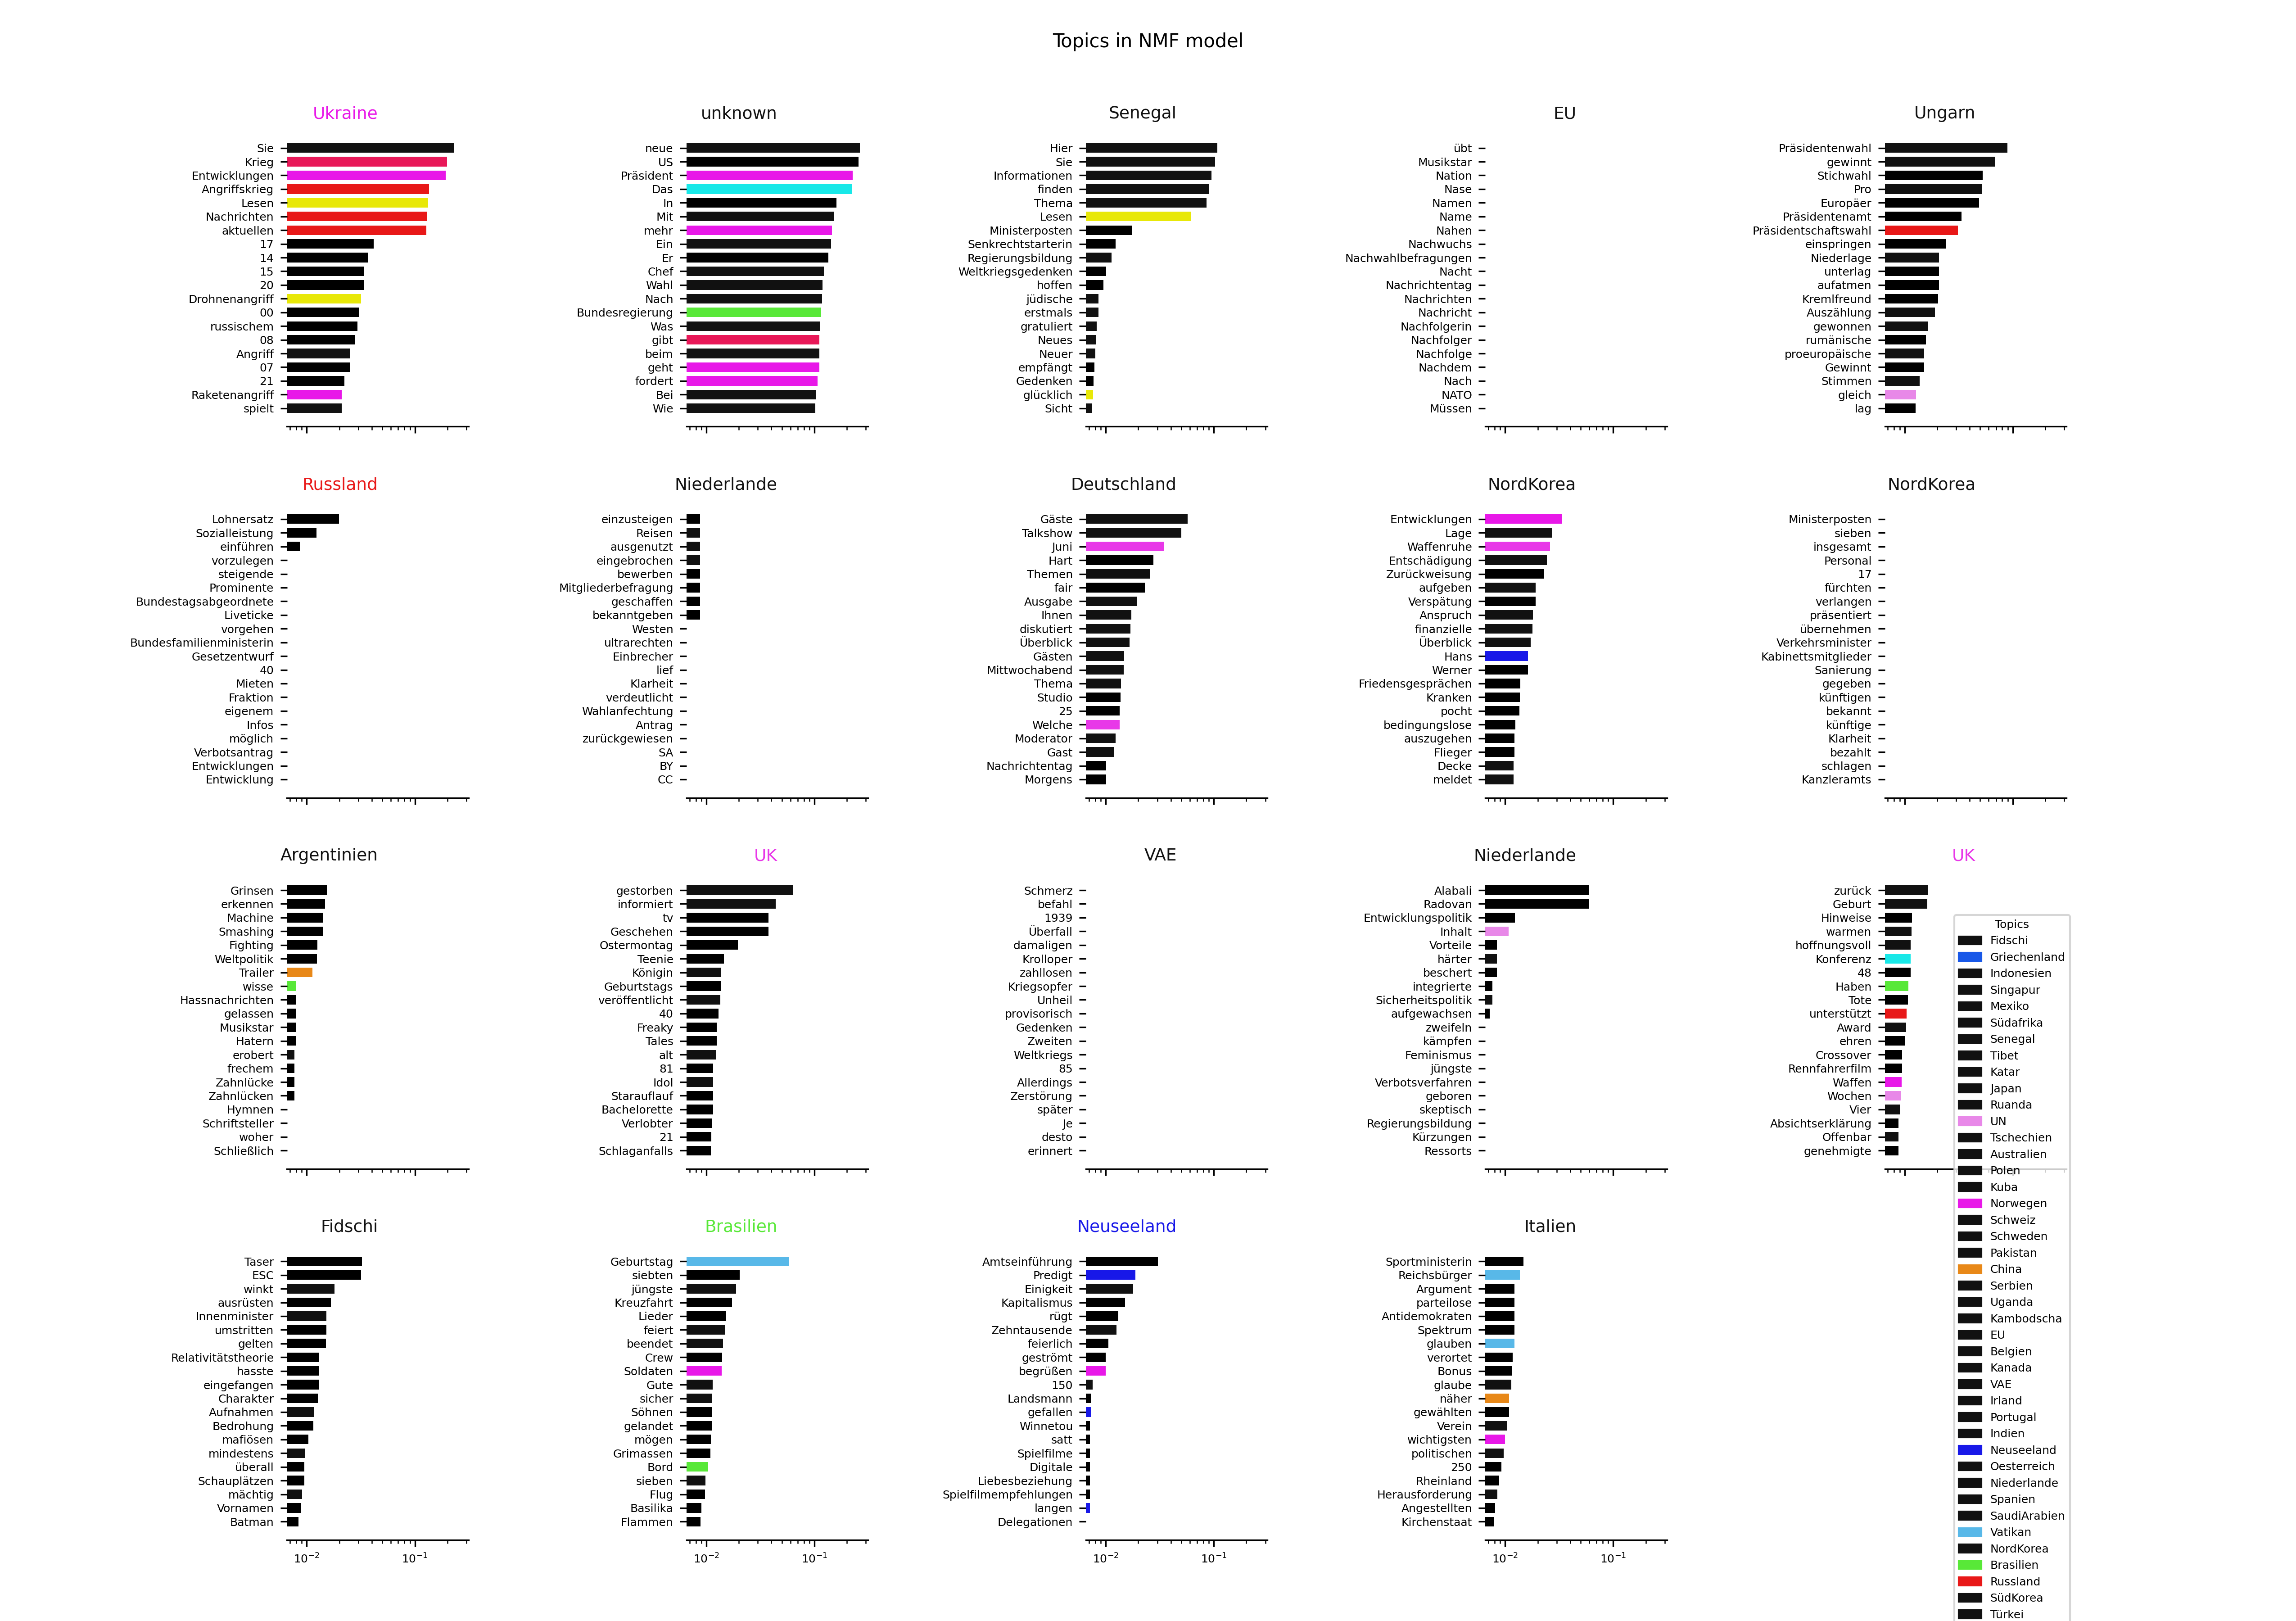 Topics in NMF model
Ukraine
Sie
Krieg
Entwicklungen
Angriffskrieg
Lesen
Nachrichten
aktuellen
17
14
15
20
Drohnenangriff
00
russischem
08
Angriff
07
21
Raketenangriff
spielt
unknown
neue
US
Präsident
Das
In
Mit
mehr
Ein
Er
Chef
Wahl
Nach
Bundesregierung
Was
gibt
beim
geht
fordert
Bei
Wie
Senegal
Hier
Sie
Informationen
finden
Thema
Lesen
Ministerposten
Senkrechtstarterin
Regierungsbildung
Weltkriegsgedenken
hoffen
jüdische
erstmals
gratuliert
Neues
Neuer
empfängt
Gedenken
glücklich
Sicht
EU
übt
Musikstar
Nation
Nase
Namen
Name
Nahen
Nachwuchs
Nachwahlbefragungen
Nacht
Nachrichtentag
Nachrichten
Nachricht
Nachfolgerin
Nachfolger
Nachfolge
Nachdem
Nach
NATO
Müssen
Ungarn
Präsidentenwahl
gewinnt
Stichwahl
Pro
Europäer
Präsidentenamt
Präsidentschaftswahl
einspringen
Niederlage
unterlag
aufatmen
Kremlfreund
Auszählung
gewonnen
rumänische
proeuropäische
Gewinnt
Stimmen
gleich
lag
Russland
Lohnersatz
Sozialleistung
einführen
vorzulegen
steigende
Prominente
Bundestagsabgeordnete
Liveticke
vorgehen
Bundesfamilienministerin
Gesetzentwurf
40
Mieten
Fraktion
eigenem
Infos
möglich
Verbotsantrag
Entwicklungen
Entwicklung
Niederlande
einzusteigen
Reisen
ausgenutzt
eingebrochen
bewerben
Mitgliederbefragung
geschaffen
bekanntgeben
Westen
ultrarechten
Einbrecher
lief
Klarheit
verdeutlicht
Wahlanfechtung
Antrag
zurückgewiesen
SA
BY
CC
Deutschland
Gäste
Talkshow
Juni
Hart
Themen
fair
Ausgabe
Ihnen
diskutiert
Überblick
Gästen
Mittwochabend
Thema
Studio
25
Welche
Moderator
Gast
Nachrichtentag
Morgens
NordKorea
Entwicklungen
Lage
Waffenruhe
Entschädigung
Zurückweisung
aufgeben
Verspätung
Anspruch
finanzielle
Überblick
Hans
Werner
Friedensgesprächen
Kranken
pocht
bedingungslose
auszugehen
Flieger
Decke
meldet
NordKorea
Ministerposten
sieben
insgesamt
Personal
17
fürchten
verlangen
präsentiert
übernehmen
Verkehrsminister
Kabinettsmitglieder
Sanierung
gegeben
künftigen
bekannt
künftige
Klarheit
bezahlt
schlagen
Kanzleramts
Argentinien
Grinsen
erkennen
Machine
Smashing
Fighting
Weltpolitik
Trailer
wisse
Hassnachrichten
gelassen
Musikstar
Hatern
erobert
frechem
Zahnlücke
Zahnlücken
Hymnen
Schriftsteller
woher
Schließlich
UK
gestorben
informiert
tv
Geschehen
Ostermontag
Teenie
Königin
Geburtstags
veröffentlicht
40
Freaky
Tales
alt
81
Idol
Starauflauf
Bachelorette
Verlobter
21
Schlaganfalls
VAE
Schmerz
befahl
1939
Überfall
damaligen
Krolloper
zahllosen
Kriegsopfer
Unheil
provisorisch
Gedenken
Zweiten
Weltkriegs
85
Allerdings
Zerstörung
später
Je
desto
erinnert
Niederlande
Alabali
Radovan
Entwicklungspolitik
Inhalt
Vorteile
härter
beschert
integrierte
Sicherheitspolitik
aufgewachsen
zweifeln
kämpfen
Feminismus
jüngste
Verbotsverfahren
geboren
skeptisch
Regierungsbildung
Kürzungen
Ressorts
UK
zurück
Geburt
Hinweise
warmen
hoffnungsvoll
Konferenz
48
Haben
Tote
unterstützt
Award
ehren
Crossover
Rennfahrerfilm
Waffen
Wochen
Vier
Absichtserklärung
Offenbar
genehmigte
Fidschi
Taser
ESC
winkt
ausrüsten
Innenminister
umstritten
gelten
Relativitätstheorie
hasste
eingefangen
Charakter
Aufnahmen
Bedrohung
mafiösen
mindestens
überall
Schauplätzen
mächtig
Vornamen
Batman
10⁻² 10⁻¹
Brasilien
Geburtstag
siebten
jüngste
Kreuzfahrt
Lieder
feiert
beendet
Crew
Soldaten
Gute
sicher
Söhnen
gelandet
mögen
Grimassen
Bord
sieben
Flug
Basilika
Flammen
10⁻² 10⁻¹
Neuseeland
Amtseinführung
Predigt
Einigkeit
Kapitalismus
rügt
Zehntausende
feierlich
geströmt
begrüßen
150
Landsmann
gefallen
Winnetou
satt
Spielfilme
Digitale
Liebesbeziehung
Spielfilmempfehlungen
langen
Delegationen
10⁻² 10⁻¹
Italien
Sportministerin
Reichsbürger
Argument
parteilose
Antidemokraten
Spektrum
glauben
verortet
Bonus
glaube
näher
gewählten
Verein
wichtigsten
politischen
250
Rheinland
Herausforderung
Angestellten
Kirchenstaat
10⁻² 10⁻¹
Topics
Fidschi
Griechenland
Indonesien
Singapur
Mexiko
Südafrika
Senegal
Tibet
Katar
Japan
Ruanda
UN
Tschechien
Australien
Polen
Kuba
Norwegen
Schweiz
Schweden
Pakistan
China
Serbien
Uganda
Kambodscha
EU
Belgien
Kanada
VAE
Irland
Portugal
Indien
Neuseeland
Oesterreich
Niederlande
Spanien
SaudiArabien
Vatikan
NordKorea
Brasilien
Russland
SüdKorea
Türkei